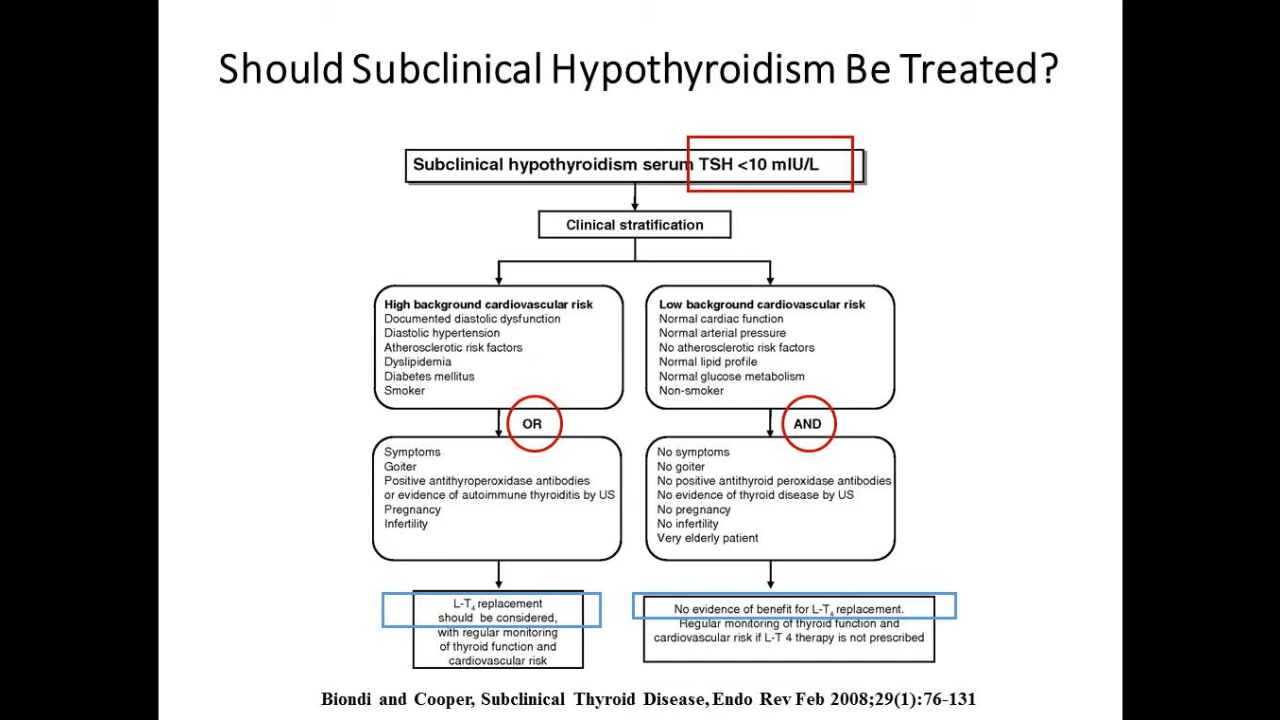 Should Subclinical Hypothyroidism Be Treated?
Subclinical hypothyroidism serum TSH <10 mIU/L
Clinical stratification
High background cardiovascular risk
Documented diastolic dysfunction
Diastolic hypertension
Atherosclerotic risk factors
Dyslipidemia
Diabetes mellitus
Smoker
Low background cardiovascular risk
Normal cardiac function
Normal arterial pressure
No atherosclerotic risk factors
Normal lipid profile
Normal glucose metabolism
Non-smoker
OR
AND
Symptoms
Goiter
Positive antithyroperoxidase antibodies
or evidence of autoimmune thyroiditis by US
Pregnancy
Infertility
No symptoms
No goiter
No positive antithyroid peroxidase antibodies
No evidence of thyroid disease by US
No pregnancy
No infertility
Very elderly patient
L-T4 replacement
should be considered,
with regular monitoring
of thyroid function and
cardiovascular risk
No evidence of benefit for L-T4 replacement.
Regular monitoring of thyroid function and
cardiovascular risk if L-T 4 therapy is not prescribed
Biondi and Cooper, Subclinical Thyroid Disease, Endo Rev Feb 2008;29(1):76-131